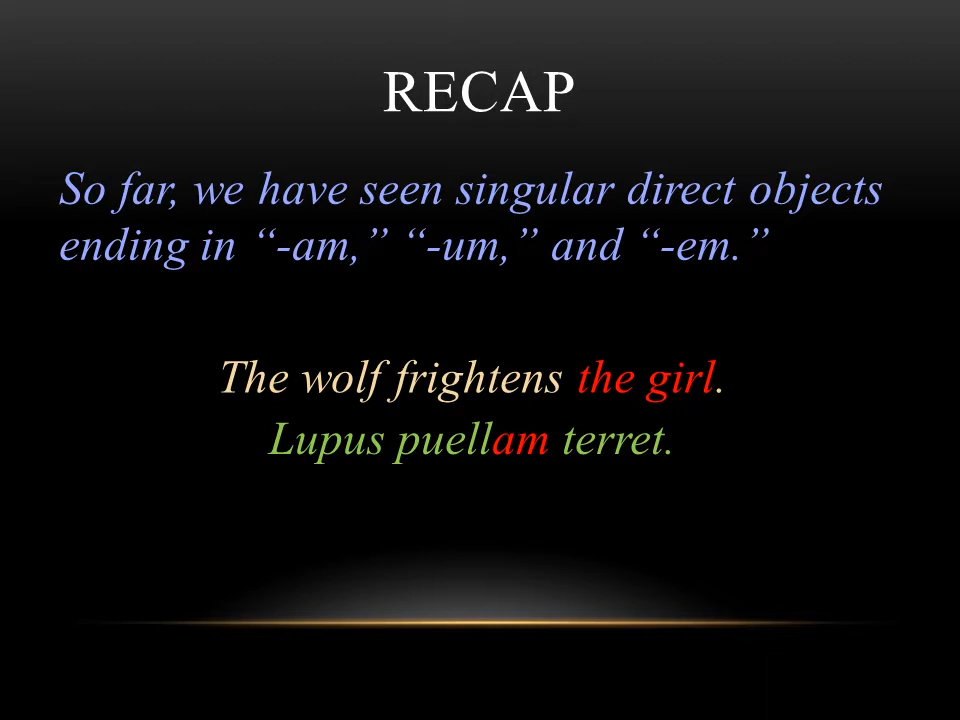 RECAP
So far, we have seen singular direct objects
ending in “-am,” “-um,” and “-em.”
The wolf frightens the girl.
Lupus puellam terret.